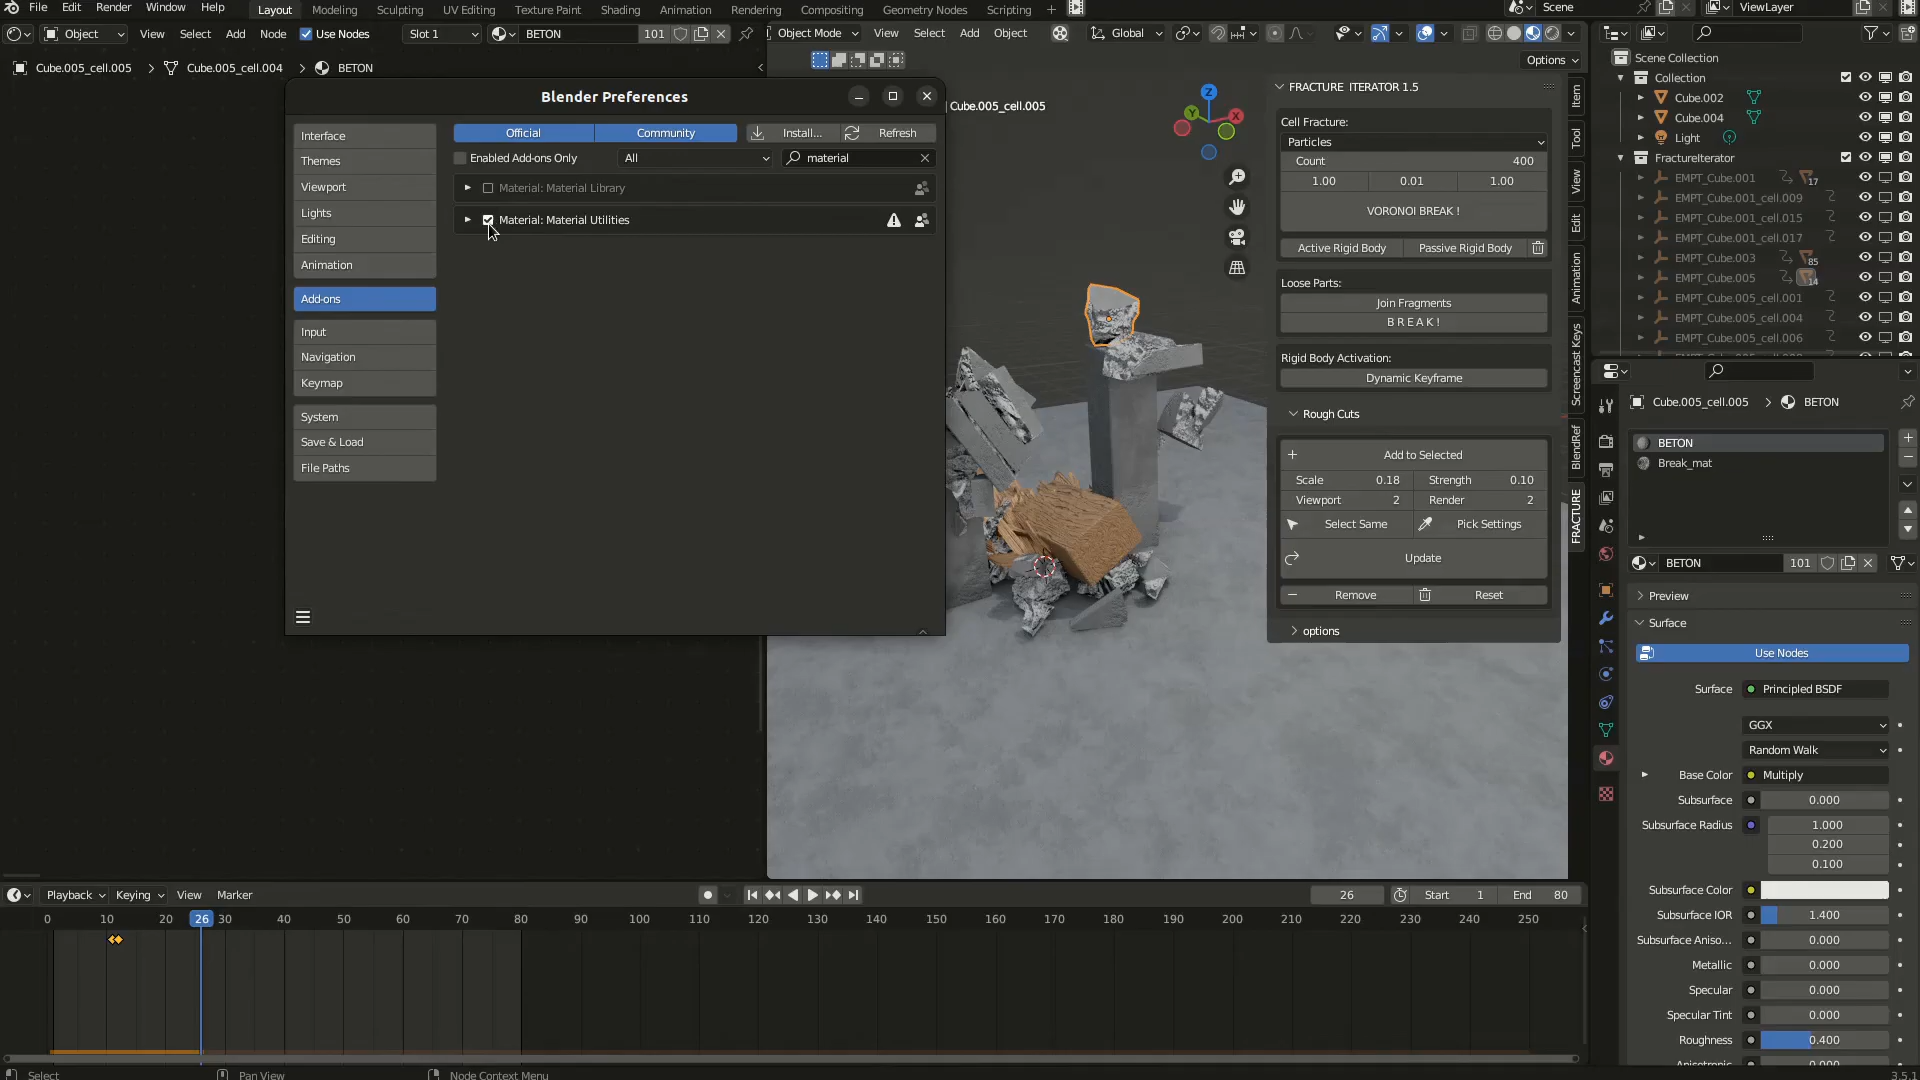 File Edit Render Window Help Layout Modeling Sculpting UV Editing Texture Paint Shading Animation Rendering Compositing Geometry Nodes Scripting + Scene ViewLayer
Object View Select Add Node Use Nodes Slot 1 BETON 101
Object Mode View Select Add Object Global
Options
Cube.005_cell.005 Cube.005_cell.004 BETON
Blender Preferences
Interface
Themes
Viewport
Lights
Editing
Animation
Add-ons
Input
Navigation
Keymap
System
Save & Load
File Paths
Official Community Install... Refresh
Enabled Add-ons Only All material
Material: Material Library
Material: Material Utilities
Cube.005_cell.005
Z
Y
X
FRACTURE ITERATOR 1.5
Cell Fracture:
Particles
Count 400
1.00 0.01 1.00
VORONOI BREAK !
Active Rigid Body Passive Rigid Body
Loose Parts:
Join Fragments
B R E A K !
Rigid Body Activation:
Dynamic Keyframe
Rough Cuts
Add to Selected
Scale 0.18 Strength 0.10
Viewport 2 Render 2
Select Same Pick Settings
Update
Remove Reset
options
Item
Tool
View
Edit
Animation
Screencast Keys
BlendRef
FRACTURE
Scene Collection
Collection
Cube.002
Cube.004
Light
FractureIterator
EMPT_Cube.001 17
EMPT_Cube.001_cell.009
EMPT_Cube.001_cell.015
EMPT_Cube.001_cell.017
EMPT_Cube.003 85
EMPT_Cube.005 14
EMPT_Cube.005_cell.001
EMPT_Cube.005_cell.004
EMPT_Cube.005_cell.006
Cube.005_cell.005 BETON
BETON
Break_mat
BETON 101
Preview
Surface
Use Nodes
Surface Principled BSDF
GGX
Random Walk
Base Color Multiply
Subsurface 0.000
Subsurface Radius 1.000
0.200
0.100
Subsurface Color
Subsurface IOR 1.400
Subsurface Aniso... 0.000
Metallic 0.000
Specular 0.000
Specular Tint 0.000
Roughness 0.400
Playback Keying View Marker 26 Start 1 End 80
0 10 20 26 30 40 50 60 70 80 90 100 110 120 130 140 150 160 170 180 190 200 210 220 230 240 250
Select Pan View Node Context Menu 3.5.1